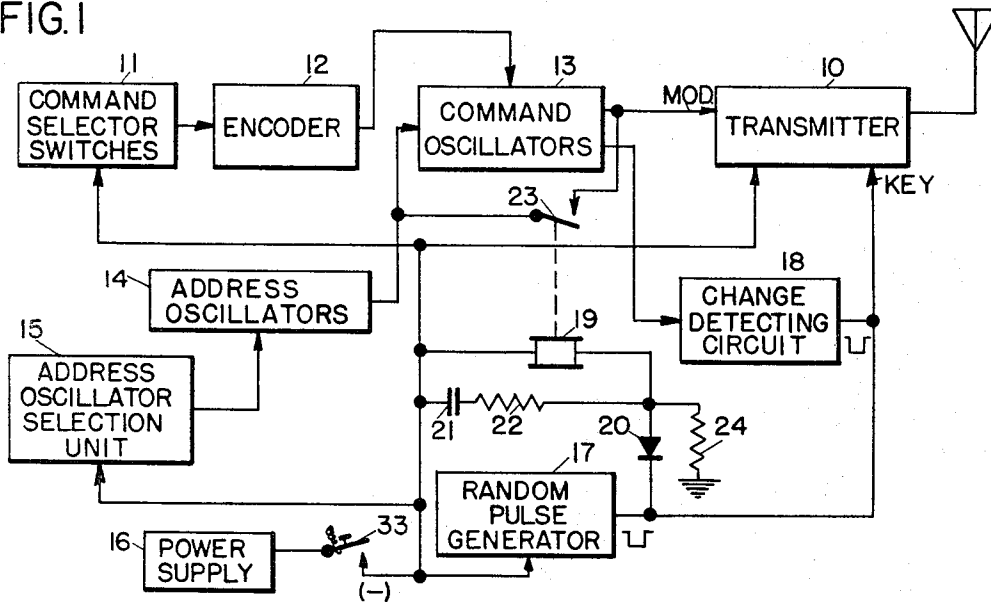 FIG. 1
11
COMMAND
SELECTOR
SWITCHES
12
ENCODER
13
COMMAND
OSCILLATORS
MOD.
10
TRANSMITTER
KEY
23
14
ADDRESS
OSCILLATORS
18
CHANGE
DETECTING
CIRCUIT
19
15
ADDRESS
OSCILLATOR
SELECTION
UNIT
21
22
20
24
17
RANDOM
PULSE
GENERATOR
16
POWER
SUPPLY
33
(-)